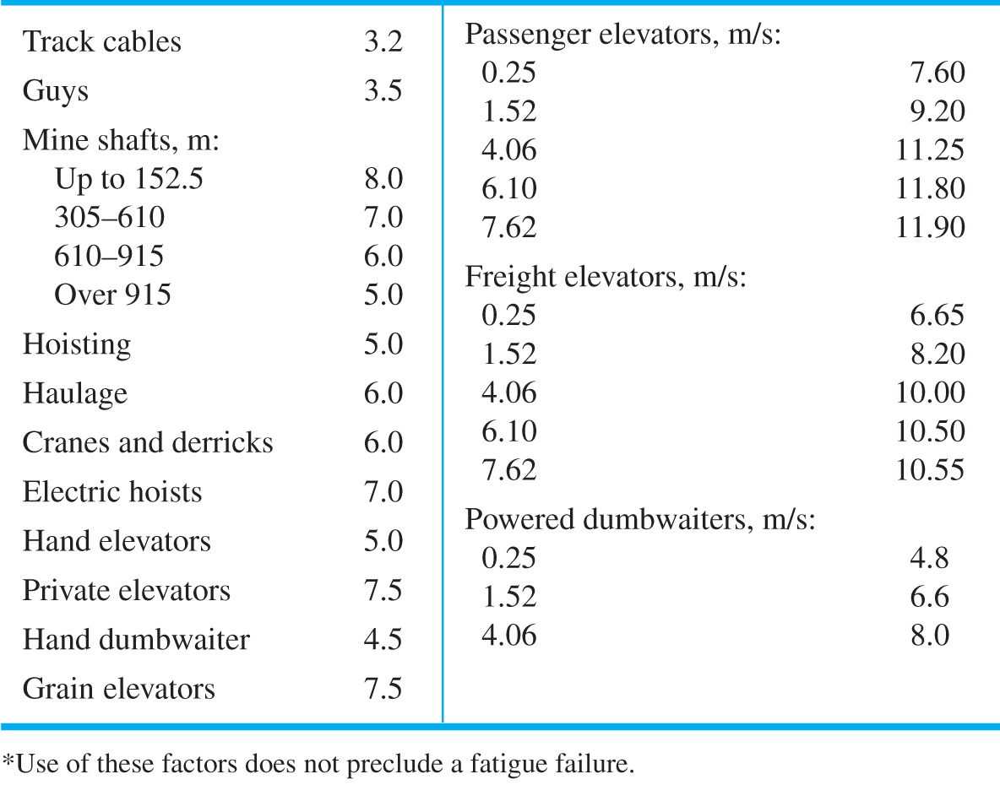 Track cables 3.2
Guys 3.5
Mine shafts, m:
Up to 152.5 8.0
305–610 7.0
610–915 6.0
Over 915 5.0
Hoisting 5.0
Haulage 6.0
Cranes and derricks 6.0
Electric hoists 7.0
Hand elevators 5.0
Private elevators 7.5
Hand dumbwaiter 4.5
Grain elevators 7.5
Passenger elevators, m/s:
0.25 7.60
1.52 9.20
4.06 11.25
6.10 11.80
7.62 11.90
Freight elevators, m/s:
0.25 6.65
1.52 8.20
4.06 10.00
6.10 10.50
7.62 10.55
Powered dumbwaiters, m/s:
0.25 4.8
1.52 6.6
4.06 8.0
*Use of these factors does not preclude a fatigue failure.